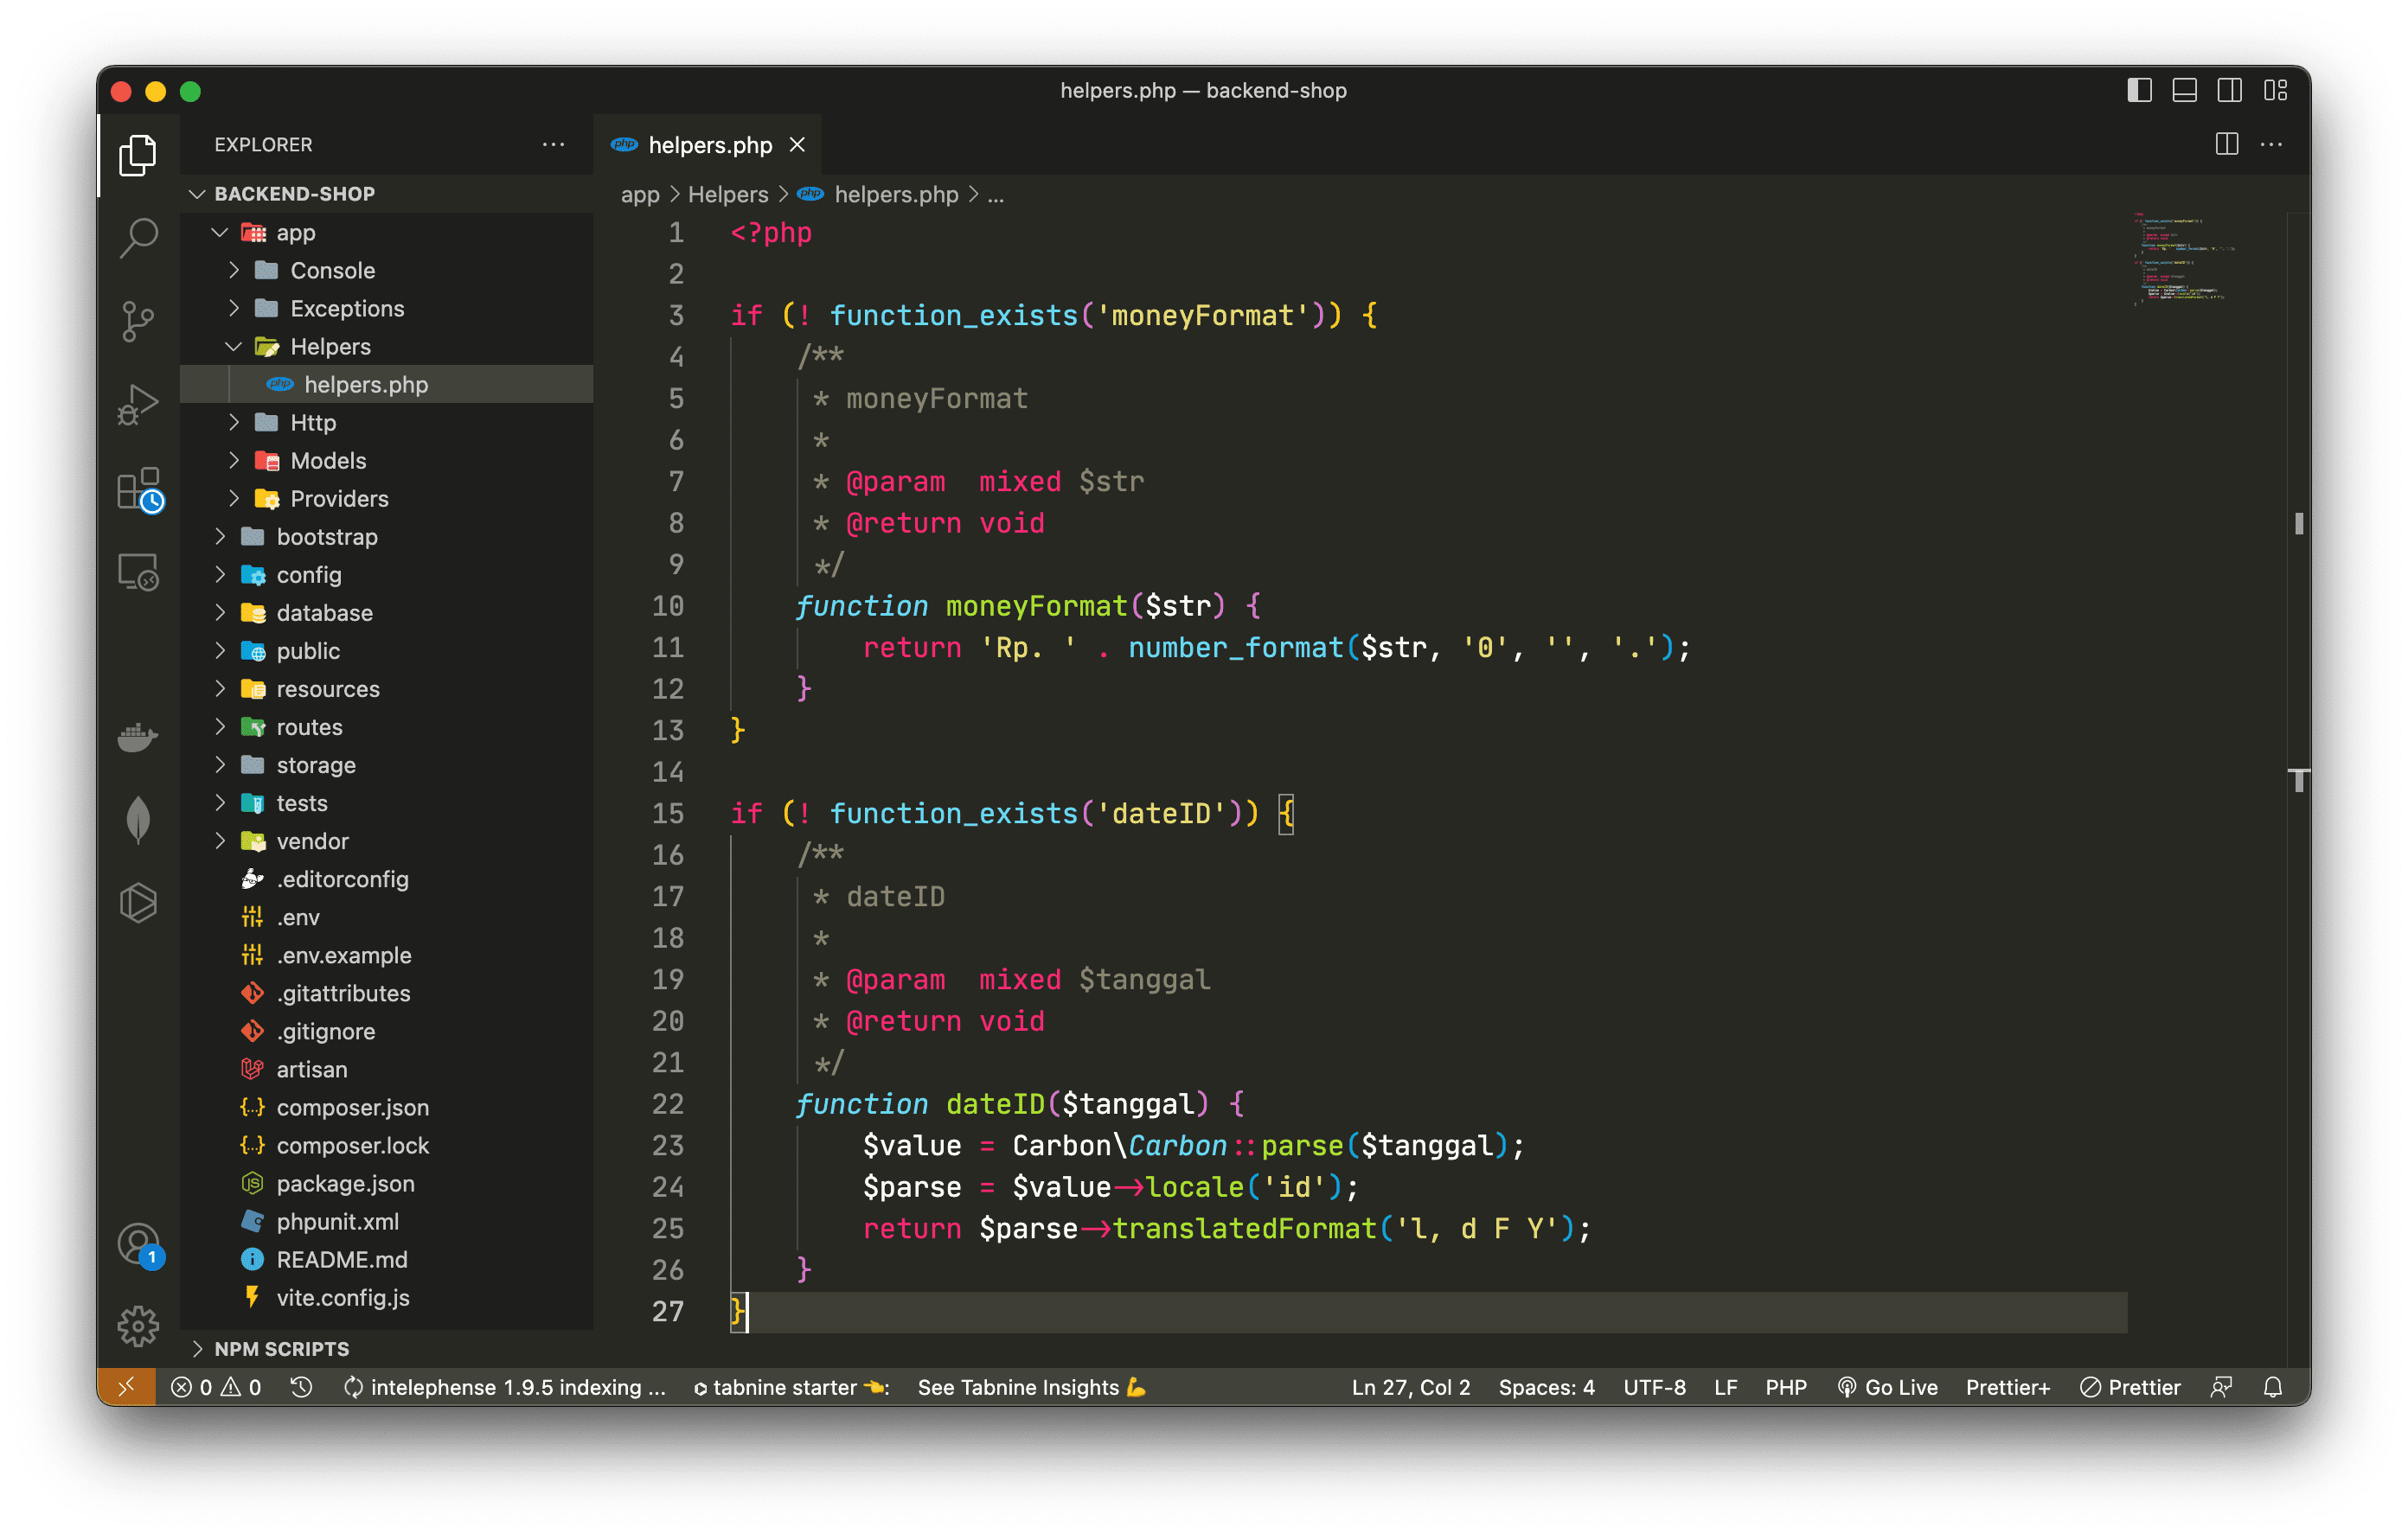 helpers.php — backend-shop
EXPLORER
BACKEND-SHOP
app
Console
Exceptions
Helpers
helpers.php
Http
Models
Providers
bootstrap
config
database
public
resources
routes
storage
tests
vendor
.editorconfig
.env
.env.example
.gitattributes
.gitignore
artisan
composer.json
composer.lock
package.json
phpunit.xml
README.md
vite.config.js
NPM SCRIPTS
php helpers.php
app > Helpers > php helpers.php > ...
1 <?php
2
3 if (! function_exists('moneyFormat')) {
4     /**
5      * moneyFormat
6      *
7      * @param  mixed $str
8      * @return void
9      */
10     function moneyFormat($str) {
11         return 'Rp. ' . number_format($str, '0', '', '.');
12     }
13 }
14
15 if (! function_exists('dateID')) {
16     /**
17      * dateID
18      *
19      * @param  mixed $tanggal
20      * @return void
21      */
22     function dateID($tanggal) {
23         $value = Carbon\Carbon::parse($tanggal);
24         $parse = $value->locale('id');
25         return $parse->translatedFormat('l, d F Y');
26     }
27 }
1
0 0 intelephense 1.9.5 indexing ... tabnine starter 👈: See Tabnine Insights 💪 Ln 27, Col 2 Spaces: 4 UTF-8 LF PHP Go Live Prettier+ Prettier